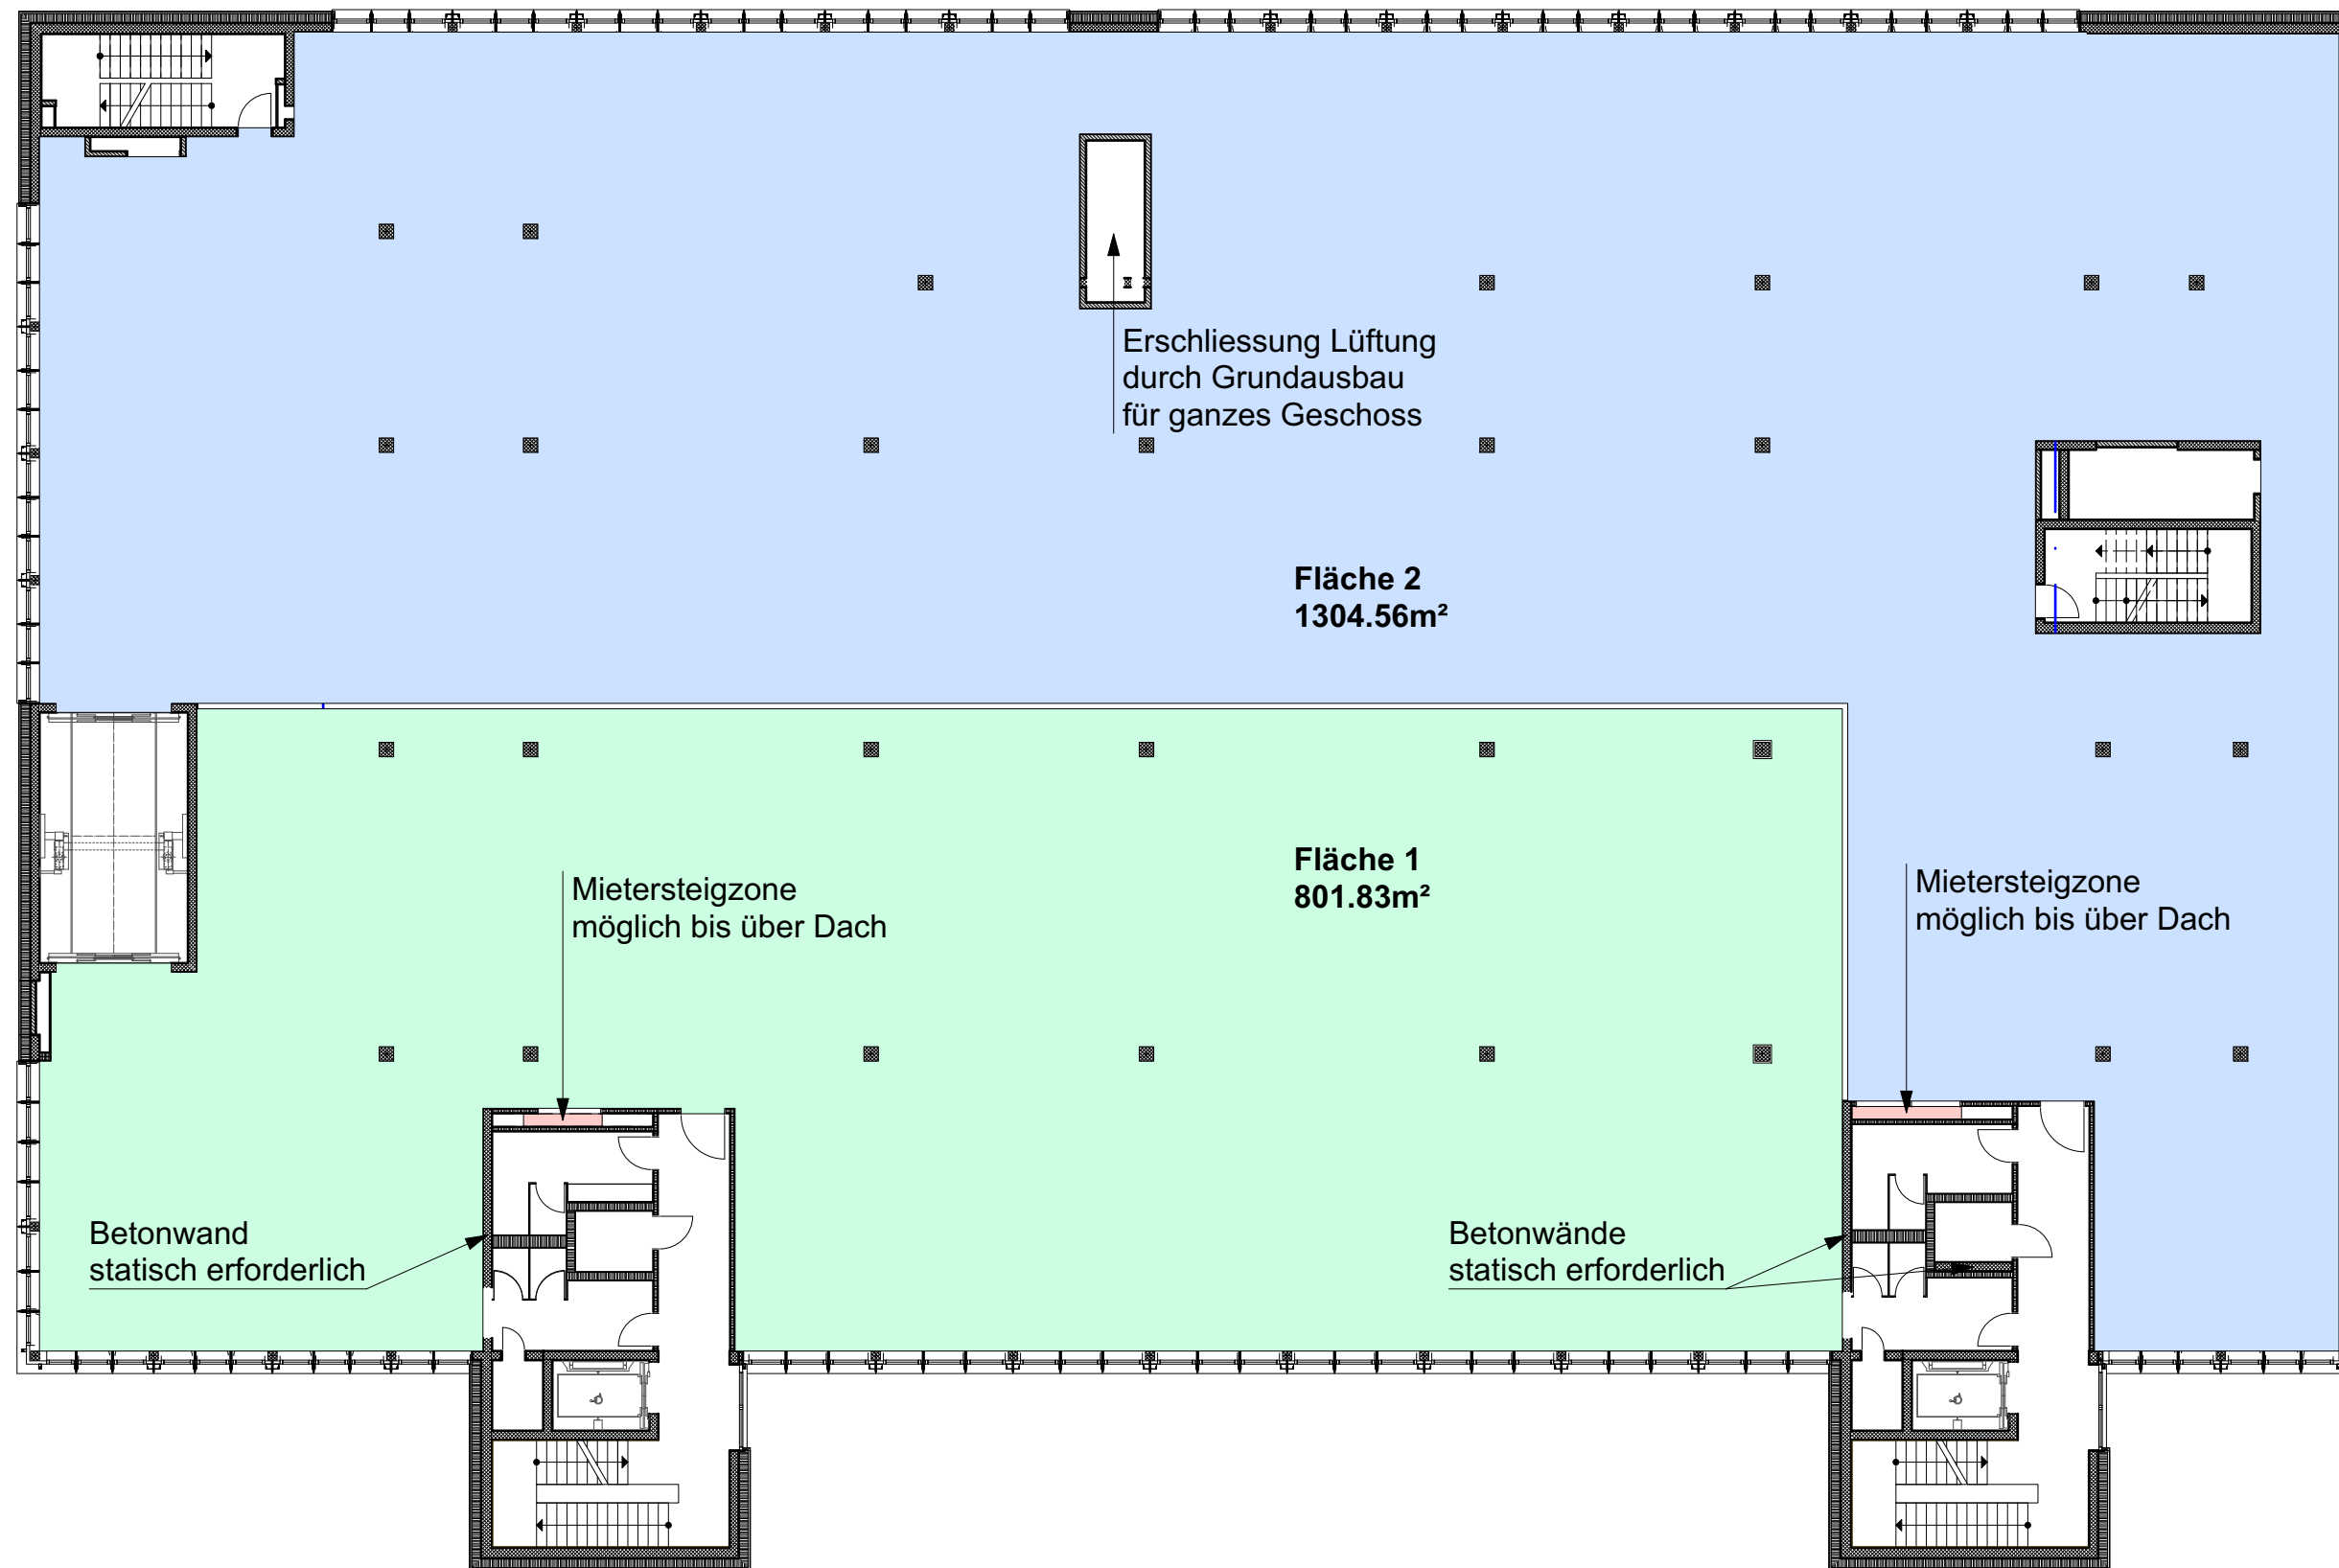 Erschliessung Lüftung
durch Grundausbau
für ganzes Geschoss
Fläche 2
1304.56m²
Fläche 1
801.83m²
Mietersteigzone
möglich bis über Dach
Mietersteigzone
möglich bis über Dach
Betonwand
statisch erforderlich
Betonwände
statisch erforderlich